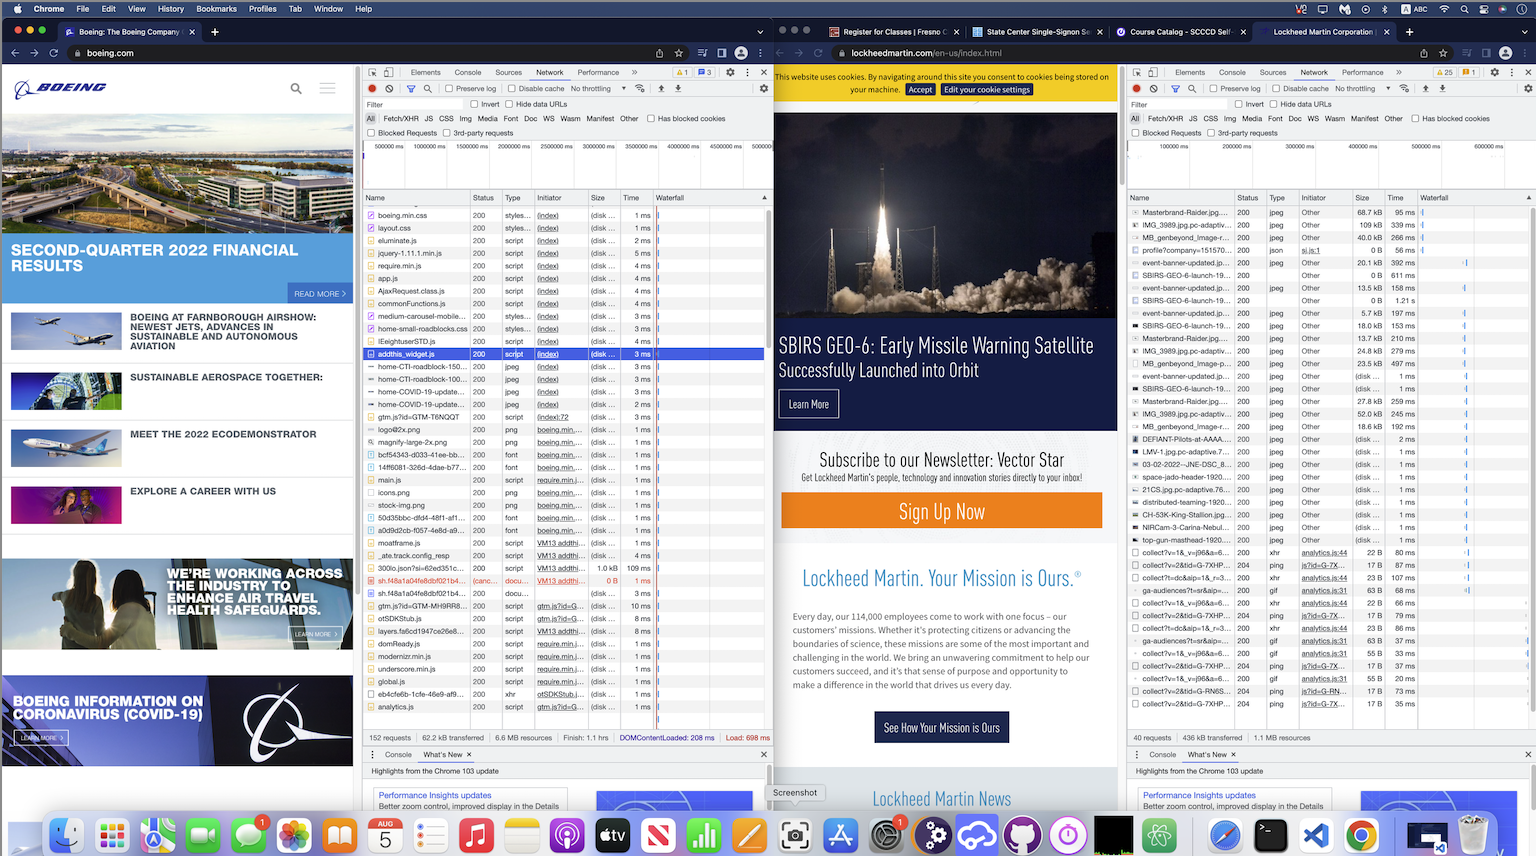 Chrome File Edit View History Bookmarks Profiles Tab Window Help
ABC
Boeing: The Boeing Company
boeing.com
BOEING
SECOND-QUARTER 2022 FINANCIAL
RESULTS
READ MORE >
BOEING AT FARNBOROUGH AIRSHOW:
NEWEST JETS, ADVANCES IN
SUSTAINABLE AND AUTONOMOUS
AVIATION
SUSTAINABLE AEROSPACE TOGETHER:
MEET THE 2022 ECODEMONSTRATOR
EXPLORE A CAREER WITH US
WE'RE WORKING ACROSS
THE INDUSTRY TO
ENHANCE AIR TRAVEL
HEALTH SAFEGUARDS.
LEARN MORE >
BOEING INFORMATION ON
CORONAVIRUS (COVID-19)
LEARN MORE >
Elements Console Sources Network Performance » 1 3
Preserve log Disable cache No throttling
Filter Invert Hide data URLs
All Fetch/XHR JS CSS Img Media Font Doc WS Wasm Manifest Other Has blocked cookies
Blocked Requests 3rd-party requests
500000 ms 1000000 ms 1500000 ms 2000000 ms 2500000 ms 3000000 ms 3500000 ms 4000000 ms 4500000 ms
Name Status Type Initiator Size Time Waterfall
boeing.min.css 200 styles... (index) (disk ... 1 ms
layout.css 200 styles... (index) (disk ... 1 ms
eluminate.js 200 script (index) (disk ... 2 ms
jquery-1.11.1.min.js 200 script (index) (disk ... 5 ms
require.min.js 200 script (index) (disk ... 4 ms
app.js 200 script (index) (disk ... 4 ms
AjaxRequest.class.js 200 script (index) (disk ... 4 ms
commonFunctions.js 200 script (index) (disk ... 4 ms
medium-carousel-mobile... 200 styles... (index) (disk ... 3 ms
home-small-roadblocks.css 200 styles... (index) (disk ... 3 ms
IEeightuserSTD.js 200 script (index) (disk ... 4 ms
addthis_widget.js 200 script (index) (disk ... 3 ms
home-CTI-roadblock-150... 200 jpeg (index) (disk ... 3 ms
home-CTI-roadblock-100... 200 jpeg (index) (disk ... 3 ms
home-COVID-19-update... 200 jpeg (index) (disk ... 3 ms
home-COVID-19-update... 200 jpeg (index) (disk ... 2 ms
gtm.js?id=GTM-T6NQQT 200 script (index):72 (disk ... 3 ms
logo@2x.png 200 png boeing.min.... (disk ... 1 ms
magnify-large-2x.png 200 png boeing.min.... (disk ... 1 ms
bcf54343-d033-41ee-bb... 200 font boeing.min.... (disk ... 1 ms
14ff6081-326d-4dae-b77... 200 font boeing.min.... (disk ... 1 ms
main.js 200 script require.min.j... (disk ... 1 ms
icons.png 200 png boeing.min.... (disk ... 1 ms
stock-img.png 200 png boeing.min.... (disk ... 1 ms
50d35bbc-dfd4-48f1-af1... 200 font boeing.min.... (disk ... 1 ms
a0d9d2cb-f057-4e8d-a9... 200 font boeing.min.... (disk ... 1 ms
moatframe.js 200 script VM13 addthi... (disk ... 1 ms
_ate.track.config_resp 200 script VM13 addthi... (disk ... 4 ms
300lo.json?si=62ed351c... 200 script VM13 addthi... 1.0 kB 109 ms
sh.f48a1a04fe8dbf021b4... (canc... docu... VM13 addthi... 0 B 1 ms
sh.f48a1a04fe8dbf021b4... 200 docu... (disk ... 3 ms
gtm.js?id=GTM-MH9RR8... 200 script gtm.js?id=G... (disk ... 10 ms
otSDKStub.js 200 script gtm.js?id=G... (disk ... 8 ms
layers.fa6cd1947ce26e8... 200 script VM13 addthi... (disk ... 8 ms
domReady.js 200 script require.min.j... (disk ... 1 ms
modernizr.min.js 200 script require.min.j... (disk ... 1 ms
underscore.min.js 200 script require.min.j... (disk ... 1 ms
global.js 200 script require.min.j... (disk ... 1 ms
eb4cfe6b-1cfe-46e9-af9... 200 xhr otSDKStub.j... (disk ... 1 ms
analytics.js 200 script gtm.js?id=G... (disk ... 1 ms
152 requests 62.2 kB transferred 6.6 MB resources Finish: 1.1 hrs DOMContentLoaded: 208 ms Load: 698 ms
Console What's New ×
Highlights from the Chrome 103 update
Performance Insights updates
Better zoom control, improved display in the Details
Register for Classes | Fresno C
State Center Single-Signon Se
Course Catalog - SCCCD Self-
Lockheed Martin Corporation |
lockheedmartin.com/en-us/index.html
This website uses cookies. By navigating around this site you consent to cookies being stored on
your machine. Accept Edit your cookie settings
SBIRS GEO-6: Early Missile Warning Satellite
Successfully Launched into Orbit
Learn More
Subscribe to our Newsletter: Vector Star
Get Lockheed Martin's people, technology and innovation stories directly to your inbox!
Sign Up Now
Lockheed Martin. Your Mission is Ours.®
Every day, our 114,000 employees come to work with one focus – our
customers' missions. Whether it's protecting citizens or advancing the
boundaries of science, these missions are some of the most important and
challenging in the world. We bring an unwavering commitment to help our
customers succeed, and it's that sense of purpose and opportunity to
make a difference in the world that drives us every day.
See How Your Mission is Ours
Lockheed Martin News
Elements Console Sources Network Performance » 25 1
Preserve log Disable cache No throttling
Filter Invert Hide data URLs
All Fetch/XHR JS CSS Img Media Font Doc WS Wasm Manifest Other Has blocked cookies
Blocked Requests 3rd-party requests
100000 ms 200000 ms 300000 ms 400000 ms 500000 ms 600000 ms
Name Status Type Initiator Size Time Waterfall
Masterbrand-Raider.jpg.... 200 jpeg Other 68.7 kB 95 ms
IMG_3989.jpg.pc-adaptive... 200 jpeg Other 109 kB 339 ms
MB_genbeyond_Image-r... 200 jpeg Other 40.0 kB 266 ms
profile?company=151570... 200 json sj.js:1 0 B 56 ms
event-banner-updated.jp... 200 jpeg Other 20.1 kB 392 ms
SBIRS-GEO-6-launch-19... 200 Other 0 B 611 ms
event-banner-updated.jp... 200 jpeg Other 13.5 kB 158 ms
SBIRS-GEO-6-launch-19... 200 Other 0 B 1.21 s
event-banner-updated.jp... 200 jpeg Other 5.7 kB 197 ms
SBIRS-GEO-6-launch-19... 200 jpeg Other 18.0 kB 153 ms
Masterbrand-Raider.jpg.... 200 jpeg Other 13.7 kB 210 ms
IMG_3989.jpg.pc-adaptive... 200 jpeg Other 24.8 kB 279 ms
MB_genbeyond_Image-r... 200 jpeg Other 23.5 kB 497 ms
event-banner-updated.jp... 200 jpeg Other (disk ... 1 ms
SBIRS-GEO-6-launch-19... 200 jpeg Other (disk ... 1 ms
Masterbrand-Raider.jpg.... 200 jpeg Other 27.8 kB 259 ms
IMG_3989.jpg.pc-adaptive... 200 jpeg Other 52.0 kB 245 ms
MB_genbeyond_Image-r... 200 jpeg Other 18.6 kB 192 ms
DEFIANT-Pilots-at-AAAA.... 200 jpeg Other (disk ... 2 ms
LMV-1.jpg.pc-adaptive.7... 200 jpeg Other (disk ... 1 ms
03-02-2022--JNE-DSC_8... 200 jpeg Other (disk ... 1 ms
space-jado-header-1920... 200 jpeg Other (disk ... 1 ms
21CS.jpg.pc-adaptive.76... 200 jpeg Other (disk ... 1 ms
distributed-teaming-1920... 200 jpeg Other (disk ... 1 ms
CH-53K-King-Stallion.jpg... 200 jpeg Other (disk ... 1 ms
NIRCam-3-Carina-Nebul... 200 jpeg Other (disk ... 1 ms
top-gun-masthead-1920... 200 jpeg Other (disk ... 1 ms
collect?v=1&_v=j96&a=6... 200 xhr analytics.js:44 22 B 80 ms
collect?v=2&tid=G-7XHP... 204 ping js?id=G-7X... 17 B 87 ms
collect?t=dc&aip=1&_r=3... 200 xhr analytics.js:44 23 B 107 ms
ga-audiences?t=sr&aip=... 200 gif analytics.js:31 63 B 68 ms
collect?v=1&_v=j96&a=6... 200 xhr analytics.js:44 22 B 66 ms
collect?v=2&tid=G-7XHP... 204 ping js?id=G-7X... 17 B 79 ms
collect?t=dc&aip=1&_r=3... 200 xhr analytics.js:44 23 B 86 ms
ga-audiences?t=sr&aip=... 200 gif analytics.js:31 63 B 37 ms
collect?v=1&_v=j96&a=6... 200 gif analytics.js:31 55 B 33 ms
collect?v=2&tid=G-7XHP... 204 ping js?id=G-7X... 17 B 37 ms
collect?v=1&_v=j96&a=6... 200 gif analytics.js:31 55 B 20 ms
collect?v=2&tid=G-RN6S... 204 ping js?id=G-RN... 17 B 73 ms
collect?v=2&tid=G-7XHP... 204 ping js?id=G-7X... 17 B 35 ms
40 requests 436 kB transferred 1.1 MB resources
Console What's New ×
Highlights from the Chrome 103 update
Performance Insights updates
Better zoom control, improved display in the Details
Screenshot
1
AUG
5
tv
1